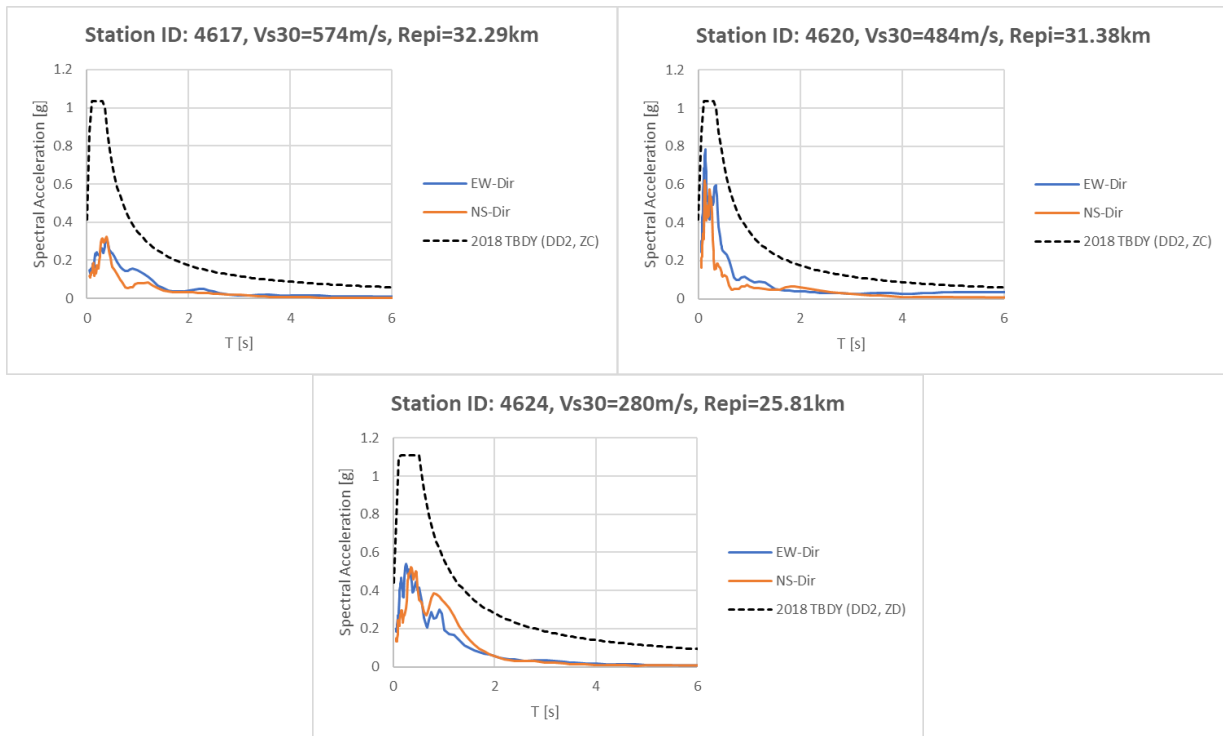 Station ID: 4617, Vs30=574m/s, Repi=32.29km
Spectral Acceleration [g]
1.2
1
0.8
0.6
0.4
0.2
0
0 2 4 6
T [s]
EW-Dir
NS-Dir
2018 TBDY (DD2, ZC)
Station ID: 4620, Vs30=484m/s, Repi=31.38km
Spectral Acceleration [g]
1.2
1
0.8
0.6
0.4
0.2
0
0 2 4 6
T [s]
EW-Dir
NS-Dir
2018 TBDY (DD2, ZC)
Station ID: 4624, Vs30=280m/s, Repi=25.81km
Spectral Acceleration [g]
1.2
1
0.8
0.6
0.4
0.2
0
0 2 4 6
T [s]
EW-Dir
NS-Dir
2018 TBDY (DD2, ZD)